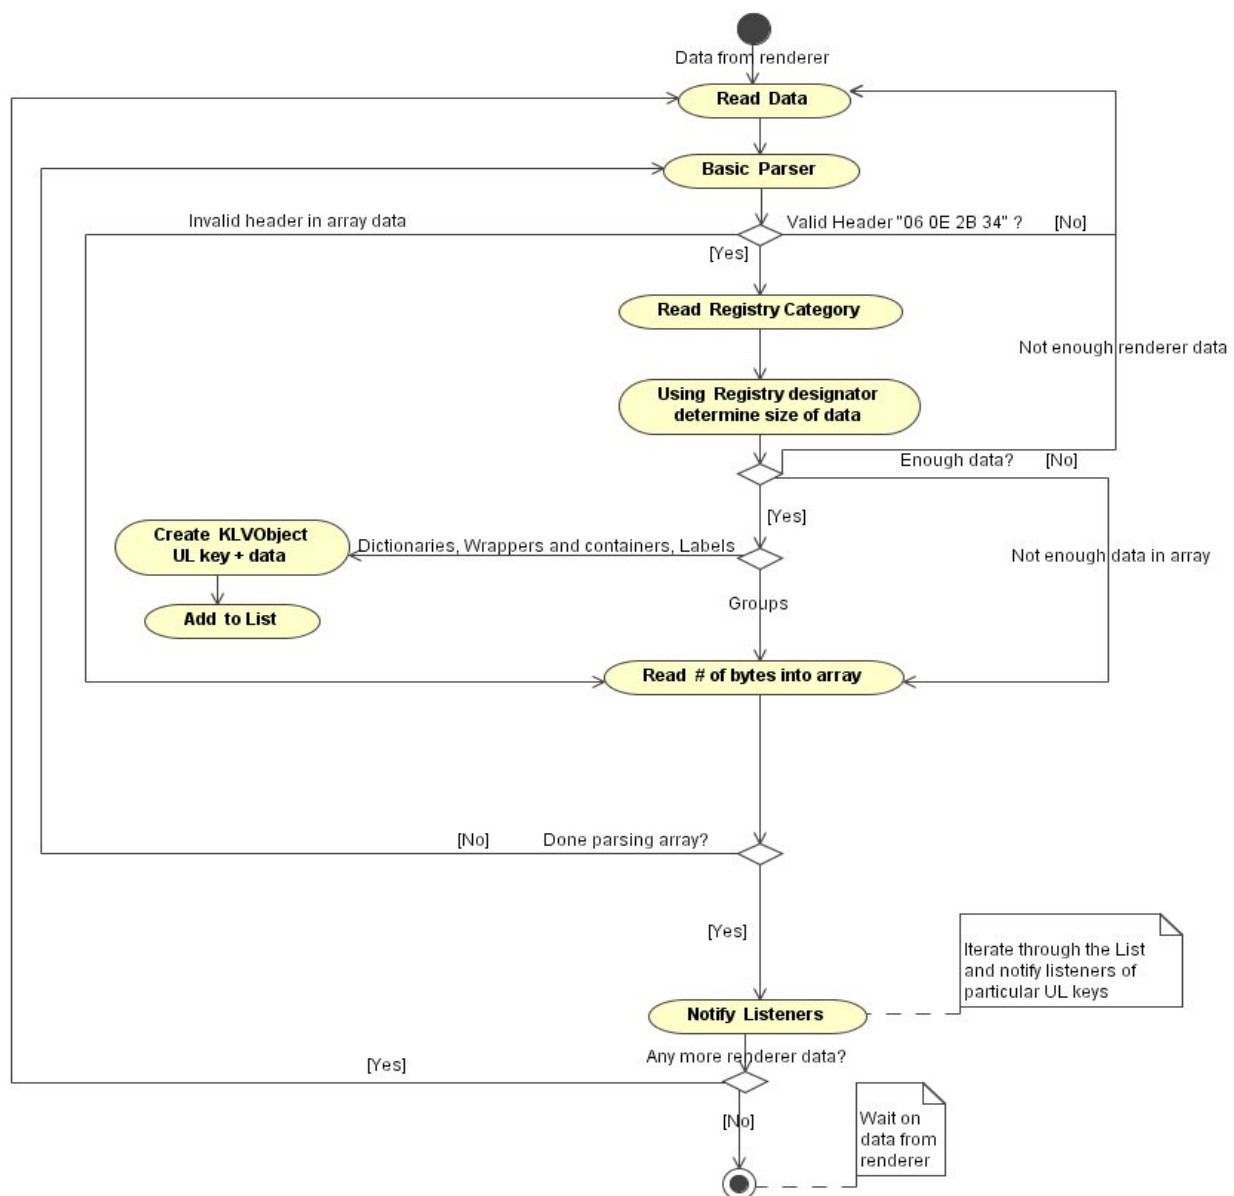 Data from renderer
Read Data
Basic Parser
Invalid header in array data
Valid Header "06 0E 2B 34" ? [No]
[Yes]
Read Registry Category
Not enough renderer data
Using Registry designator
determine size of data
Enough data? [No]
[Yes]
Create KLVObject
UL key + data
Dictionaries, Wrappers and containers, Labels
Not enough data in array
Groups
Add to List
Read # of bytes into array
[No] Done parsing array?
[Yes]
Iterate through the List
and notify listeners of
particular UL keys
Notify Listeners
Any more renderer data?
[Yes]
[No]
Wait on
data from
renderer